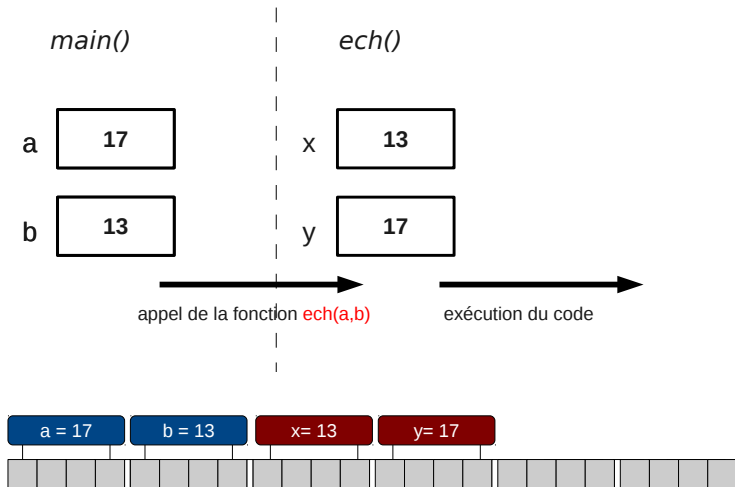 main() ech()
a 17 x 13
b 13 y 17
appel de la fonction ech(a,b) exécution du code
a = 17 b = 13 x= 13 y= 17